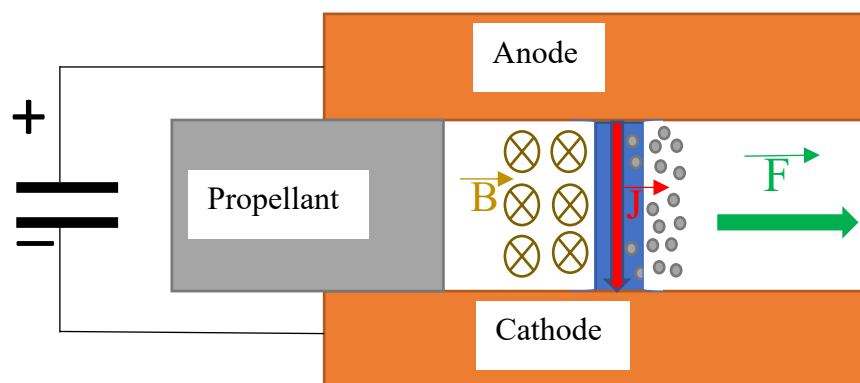 Anode
+
Propellant
B
J
F
−
Cathode